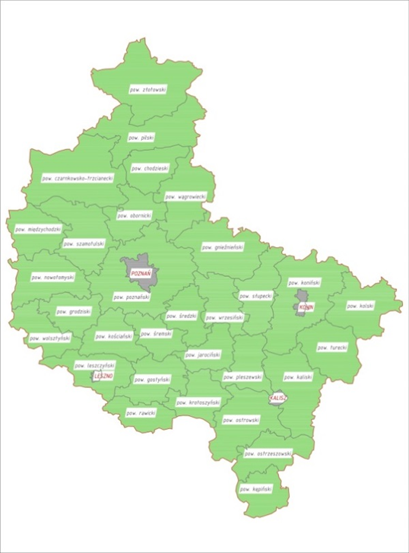 pow. złotowski
pow. pilski
pow. chodzieski
pow. czarnkowsko-trzcianecki
pow. wągrowiecki
pow. obornicki
pow. międzychodzki
pow. szamotulski
pow. gnieźnieński
POZNAŃ
pow. nowotomyski
pow. koniński
pow. poznański
pow. słupecki
KONIN
pow. kolski
pow. grodziski
pow. średzki
pow. wrzesiński
pow. wolsztyński
pow. kościański
pow. śremski
pow. turecki
pow. jarociński
pow. leszczyński
LESZNO
pow. gostyński
pow. pleszewski
pow. kaliski
KALISZ
pow. krotoszyński
pow. rawicki
pow. ostrowski
pow. ostrzeszowski
pow. kępiński